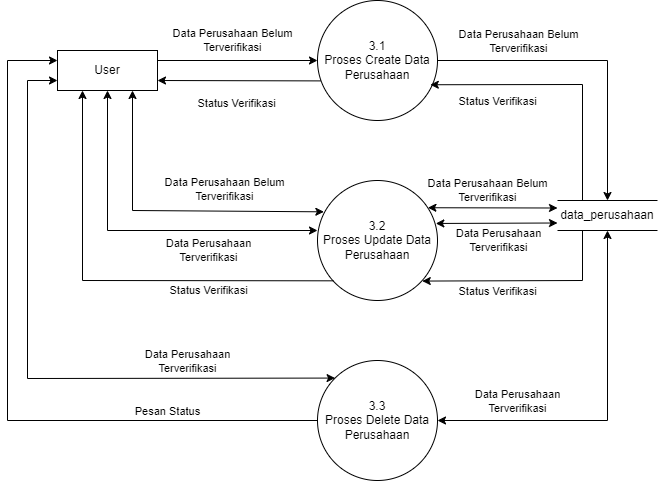 Data Perusahaan Belum
Terverifikasi
User
Status Verifikasi
3.1
Proses Create Data
Perusahaan
Data Perusahaan Belum
Terverifikasi
Status Verifikasi
Data Perusahaan Belum
Terverifikasi
Data Perusahaan
Terverifikasi
Status Verifikasi
3.2
Proses Update Data
Perusahaan
Data Perusahaan Belum
Terverifikasi
Data Perusahaan
Terverifikasi
Status Verifikasi
data_perusahaan
Data Perusahaan
Terverifikasi
Pesan Status
3.3
Proses Delete Data
Perusahaan
Data Perusahaan
Terverifikasi